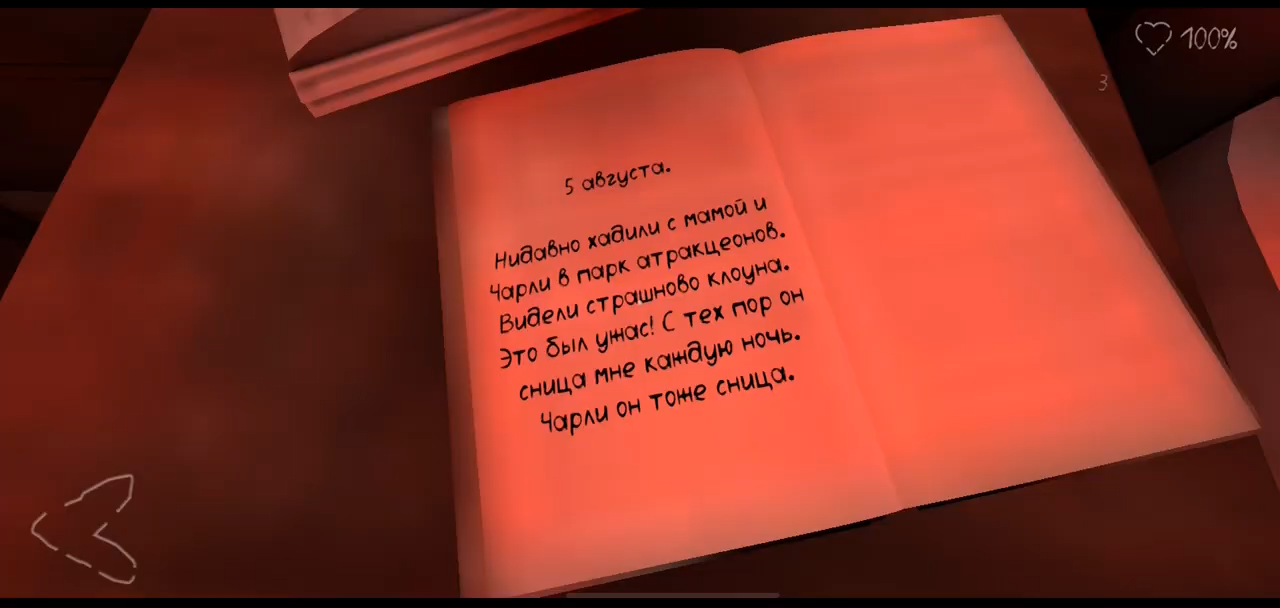 100%
3
5 августа.
Нидавно хадили с мамой и
Чарли в парк атракцеонов.
Видели страшново клоуна.
Это был ужас! С тех пор он
сница мне каждую ночь.
Чарли он тоже сница.